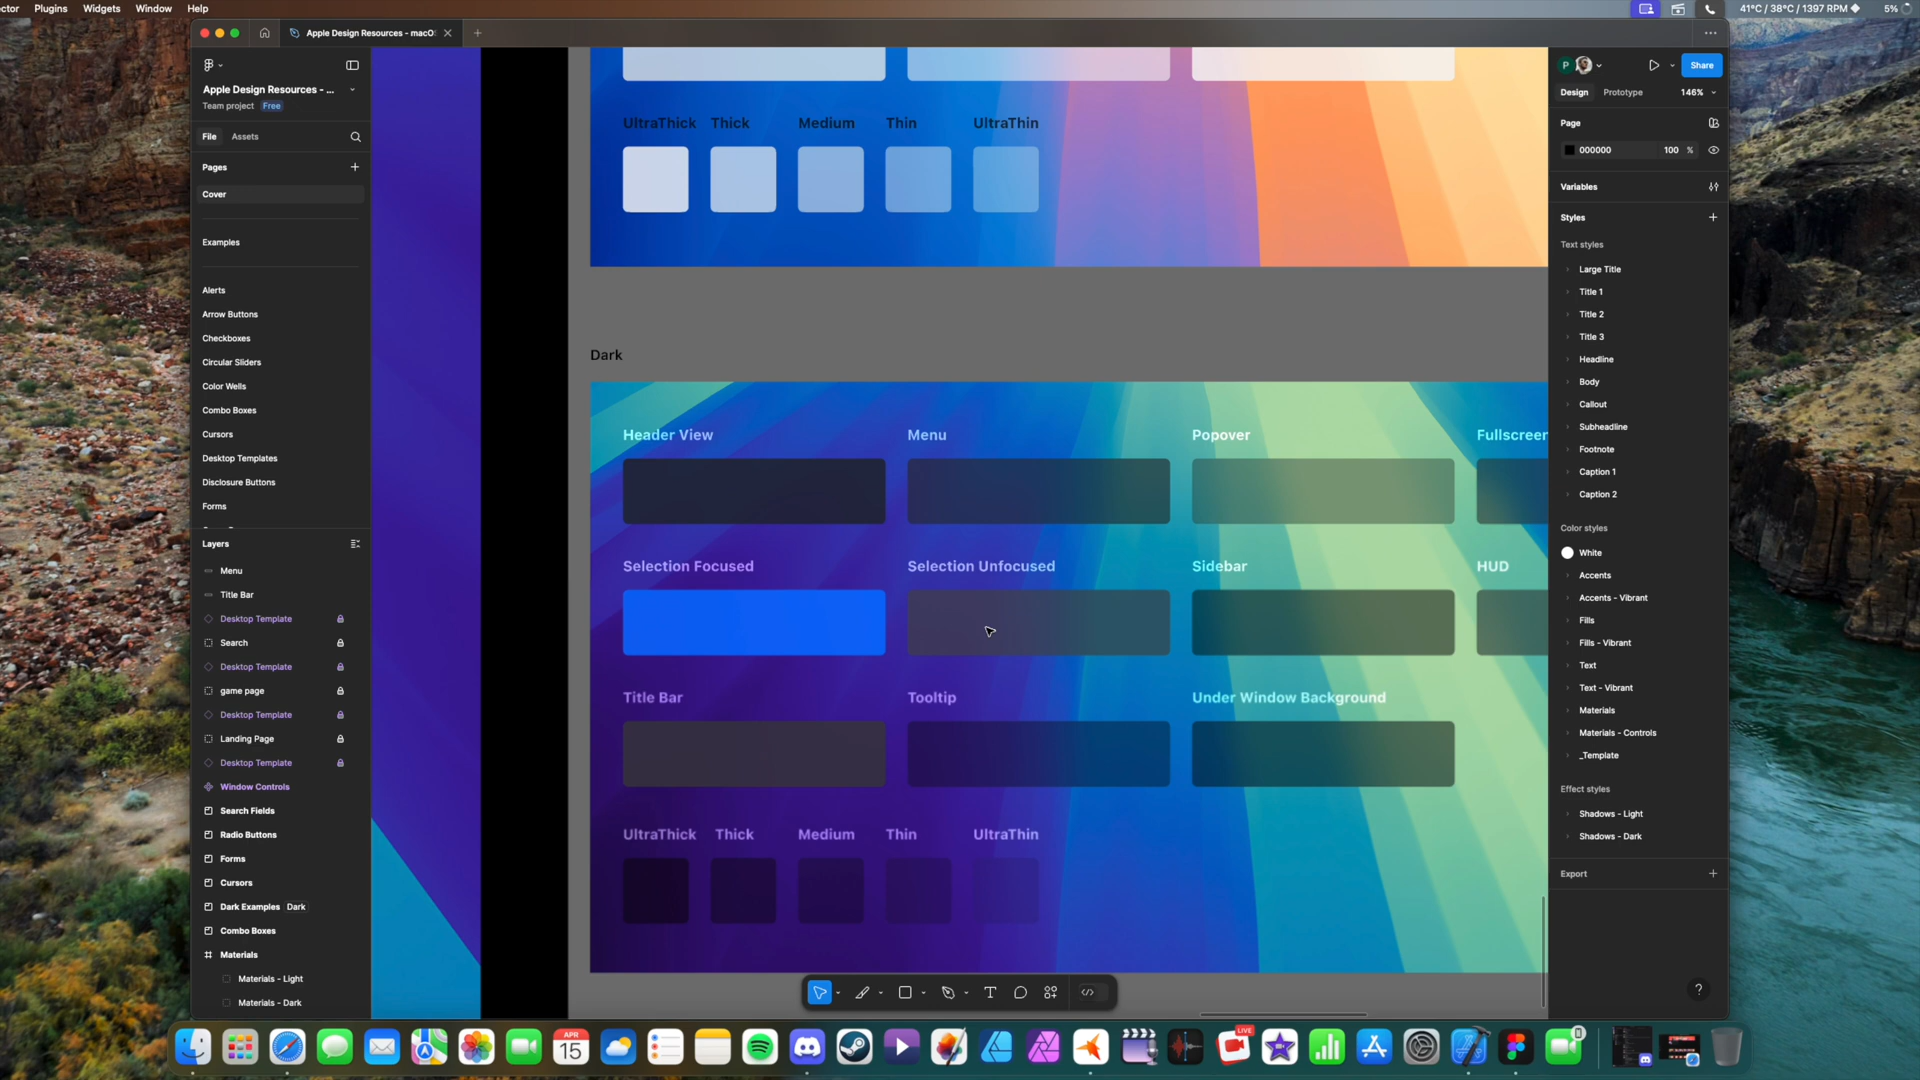 ctor Plugins Widgets Window Help
41°C / 38°C / 1397 RPM 5%
Apple Design Resources - macO
Apple Design Resources - ...
Team project Free
File Assets
Pages
Cover
Examples
Alerts
Arrow Buttons
Checkboxes
Circular Sliders
Color Wells
Combo Boxes
Cursors
Desktop Templates
Disclosure Buttons
Forms
Layers
Menu
Title Bar
Desktop Template
Search
Desktop Template
game page
Desktop Template
Landing Page
Desktop Template
Window Controls
Search Fields
Radio Buttons
Forms
Cursors
Dark Examples Dark
Combo Boxes
Materials
Materials - Light
Materials - Dark
UltraThick Thick Medium Thin UltraThin
Dark
Header View Menu Popover Fullscreen
Selection Focused Selection Unfocused Sidebar HUD
Title Bar Tooltip Under Window Background
UltraThick Thick Medium Thin UltraThin
P
Share
Design Prototype 146%
Page
000000 100 %
Variables
Styles
Text styles
Large Title
Title 1
Title 2
Title 3
Headline
Body
Callout
Subheadline
Footnote
Caption 1
Caption 2
Color styles
White
Accents
Accents - Vibrant
Fills
Fills - Vibrant
Text
Text - Vibrant
Materials
Materials - Controls
_Template
Effect styles
Shadows - Light
Shadows - Dark
Export
?
APR
15
LIVE